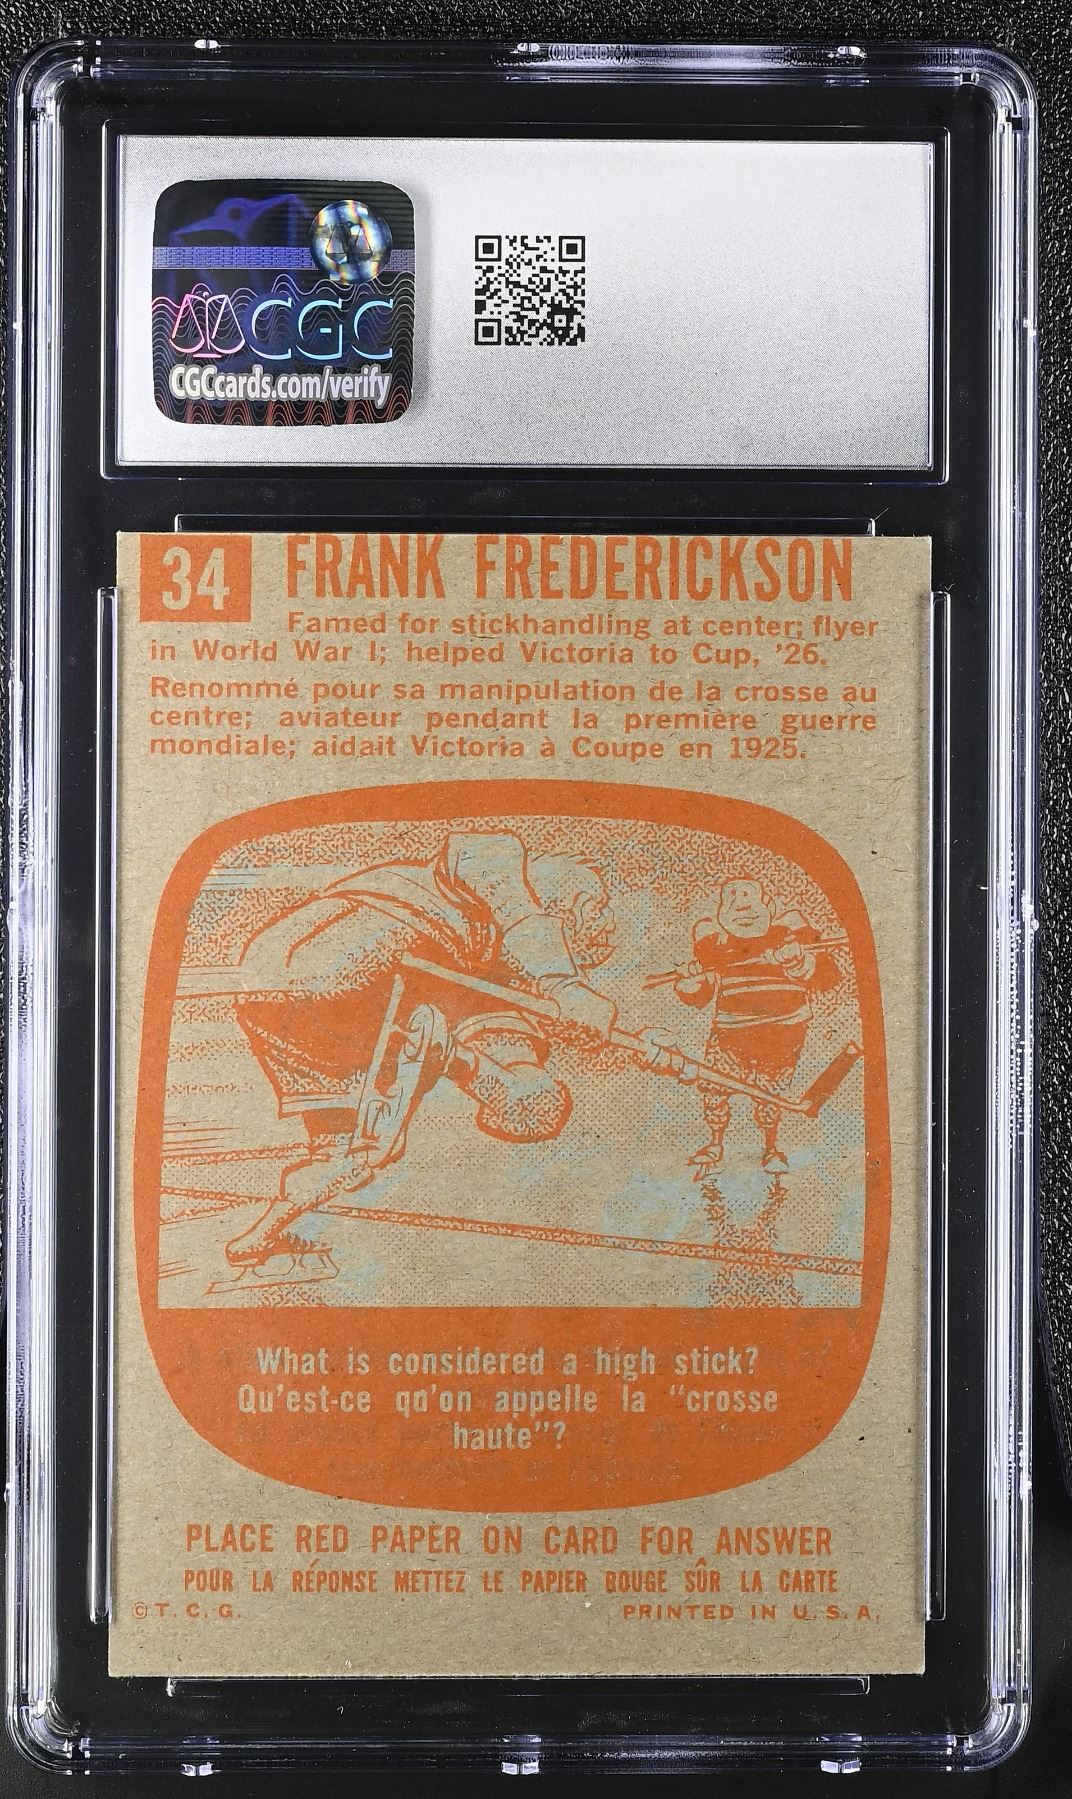 CGC
CGCcards.com/verify
34
FRANK FREDERICKSON
Famed for stickhandling at center; flyer
in World War I; helped Victoria to Cup, '26.
Renommé pour sa manipulation de la crosse au
centre; aviateur pendant la première guerre
mondiale; aidait Victoria à Coupe en 1925.
What is considered a high stick?
Qu'est-ce qu'on appelle la "crosse
haute"?
PLACE RED PAPER ON CARD FOR ANSWER
POUR LA RÉPONSE METTEZ LE PAPIER ROUGE SÛR LA CARTE
© T. C. G.
PRINTED IN U. S. A.